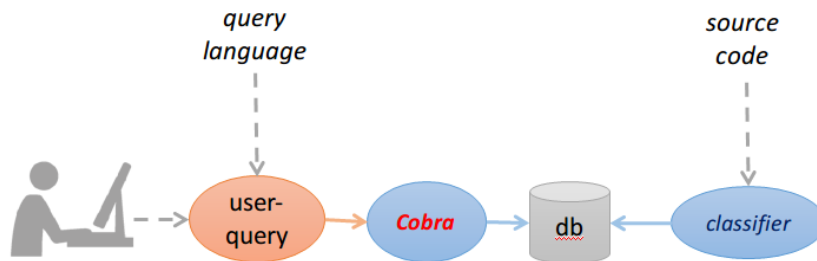 query
language
source
code
user-
query
Cobra
db
classifier